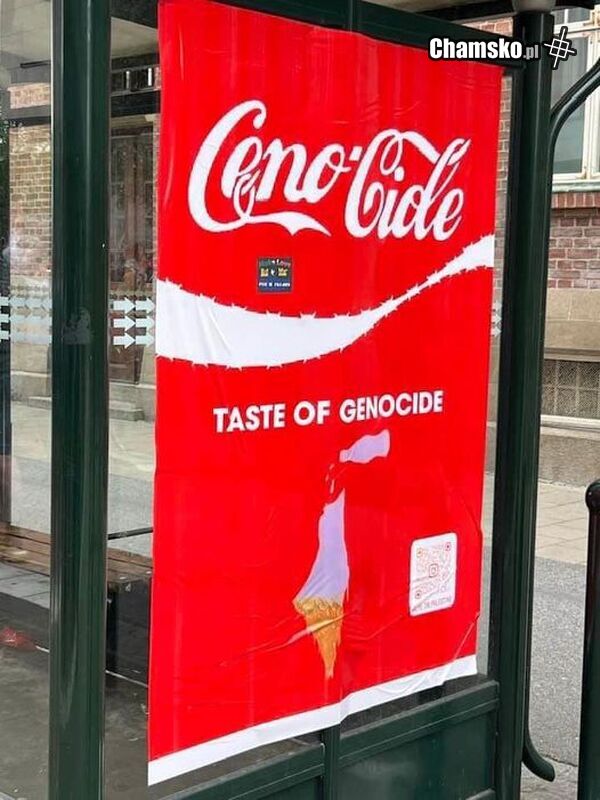 Chamsko.pl
Ceno-Cide
TASTE OF GENOCIDE